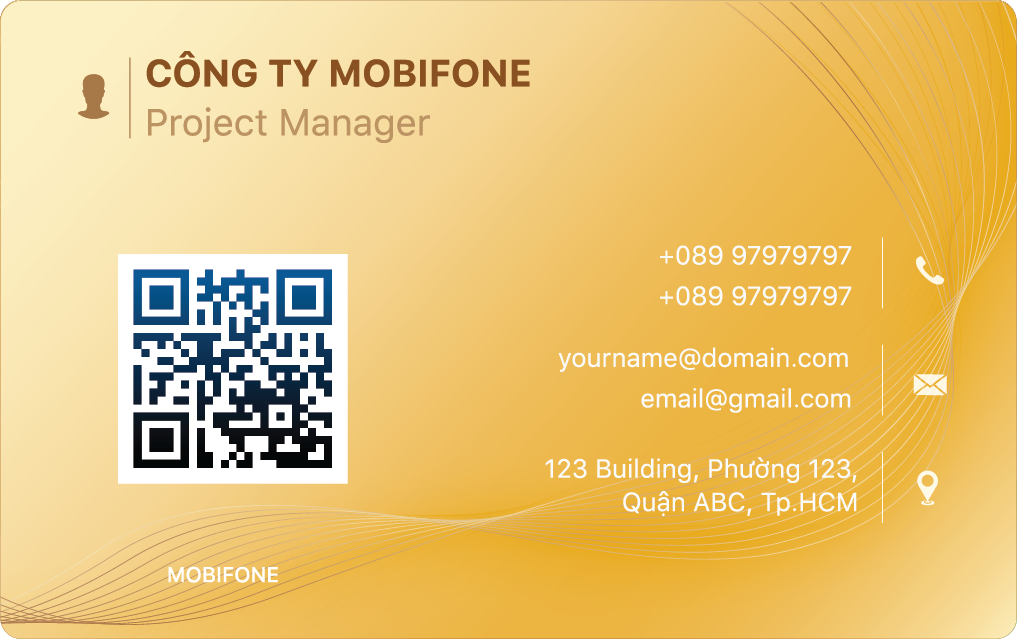 CÔNG TY MOBIFONE
Project Manager
+089 97979797
+089 97979797
yourname@domain.com
email@gmail.com
123 Building, Phường 123,
Quận ABC, Tp.HCM
MOBIFONE